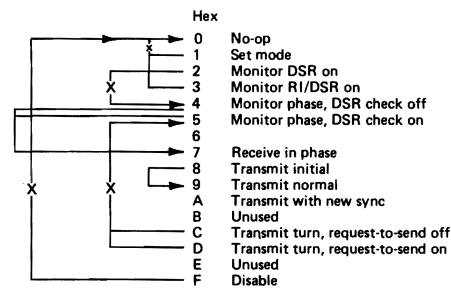 Hex
0 No-op
1 Set mode
2 Monitor DSR on
3 Monitor RI/DSR on
4 Monitor phase, DSR check off
5 Monitor phase, DSR check on
6
7 Receive in phase
8 Transmit initial
9 Transmit normal
A Transmit with new sync
B Unused
C Transmit turn, request-to-send off
D Transmit turn, request-to-send on
E Unused
F Disable